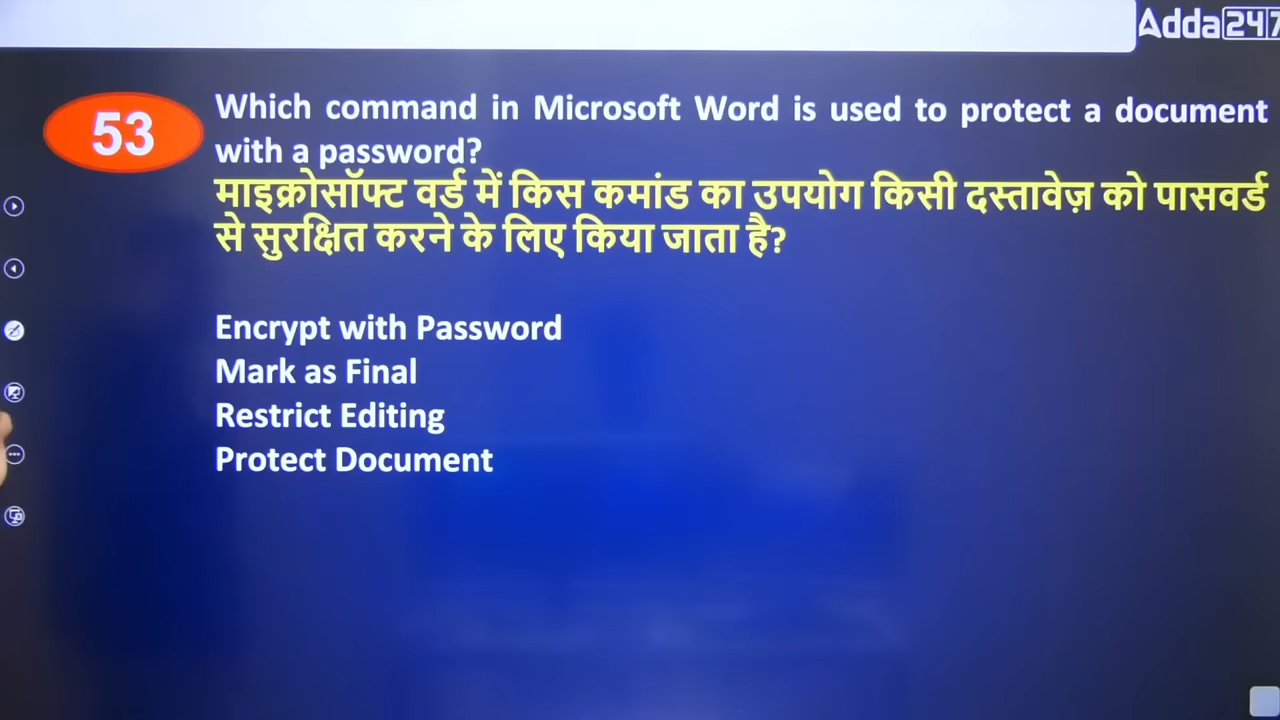 Adda247
53
Which command in Microsoft Word is used to protect a document
with a password?
माइक्रोसॉफ्ट वर्ड में किस कमांड का उपयोग किसी दस्तावेज़ को पासवर्ड
से सुरक्षित करने के लिए किया जाता है?
Encrypt with Password
Mark as Final
Restrict Editing
Protect Document